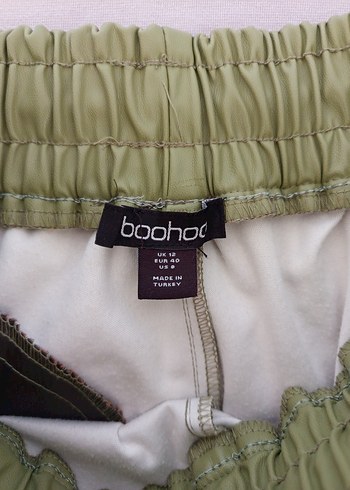 boohoo
UK 12
EUR 40
US 8
MADE IN
TURKEY